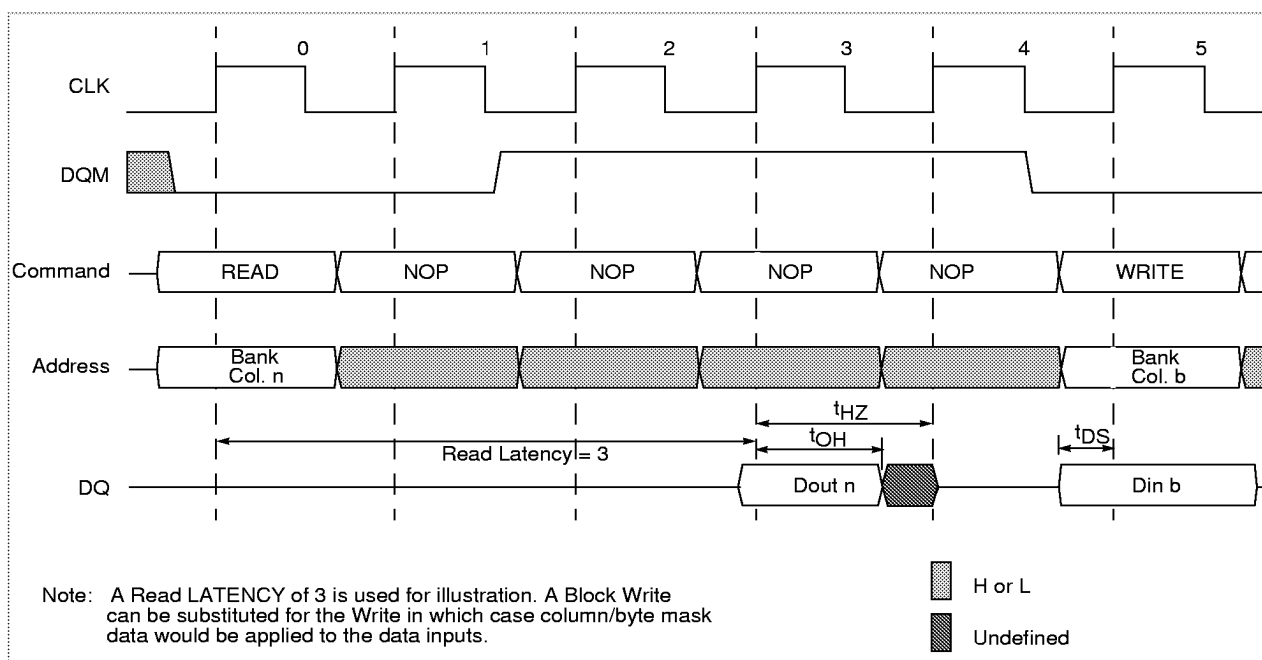 0 1 2 3 4 5
CLK
DQM
Command READ NOP NOP NOP NOP WRITE
Address Bank Col. n Bank Col. b
tHZ
tOH tDS
Read Latency = 3
DQ Dout n Din b
Note: A Read LATENCY of 3 is used for illustration. A Block Write
can be substituted for the Write in which case column/byte mask
data would be applied to the data inputs.
H or L
Undefined